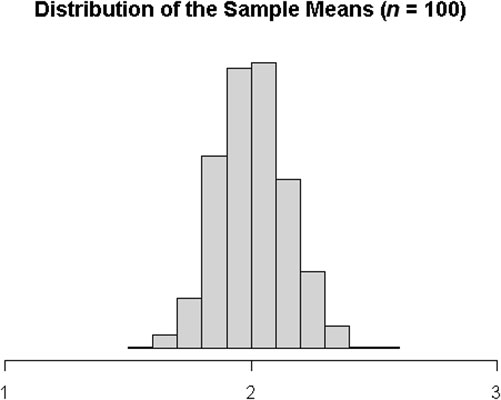 Distribution of the Sample Means (n = 100)
1 2 3